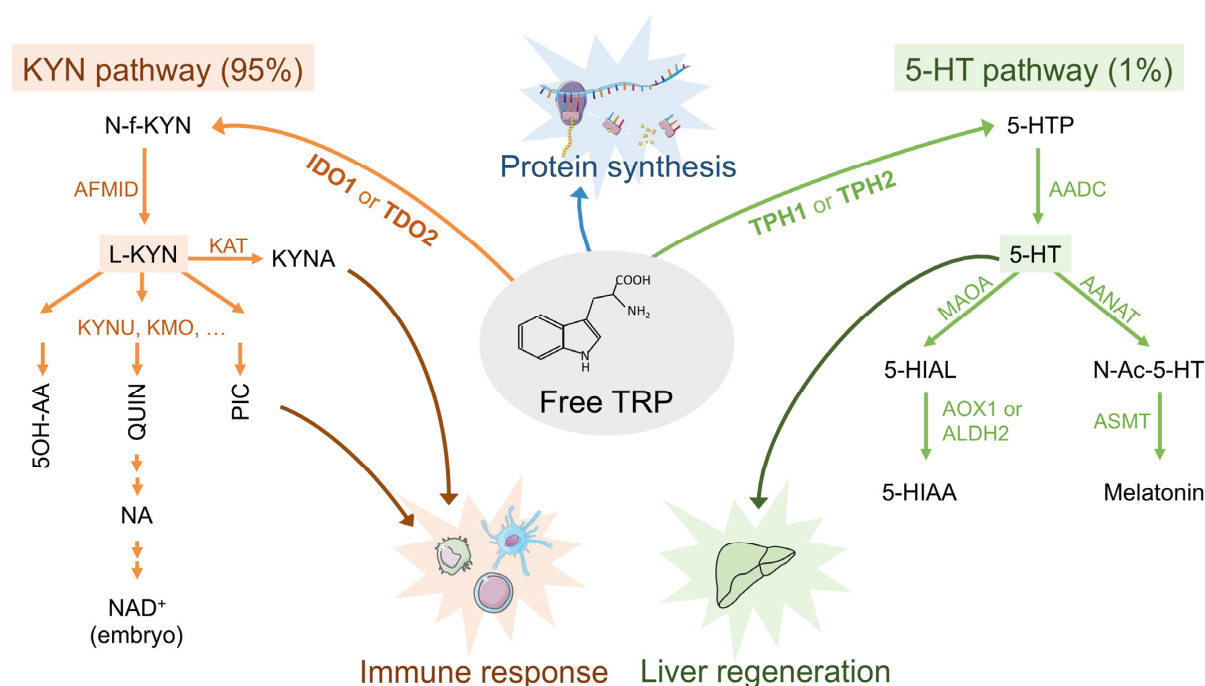 KYN pathway (95%)
N-f-KYN
AFMID
L-KYN
KAT
KYNA
KYNU, KMO, ...
5OH-AA
QUIN
PIC
NA
NAD⁺
(embryo)
IDO1 or TDO2
Protein synthesis
COOH
NH₂
N
H
Free TRP
Immune response
5-HT pathway (1%)
TPH1 or TPH2
5-HTP
AADC
5-HT
MAOA
AANAT
5-HIAL
N-Ac-5-HT
AOX1 or
ALDH2
ASMT
5-HIAA
Melatonin
Liver regeneration